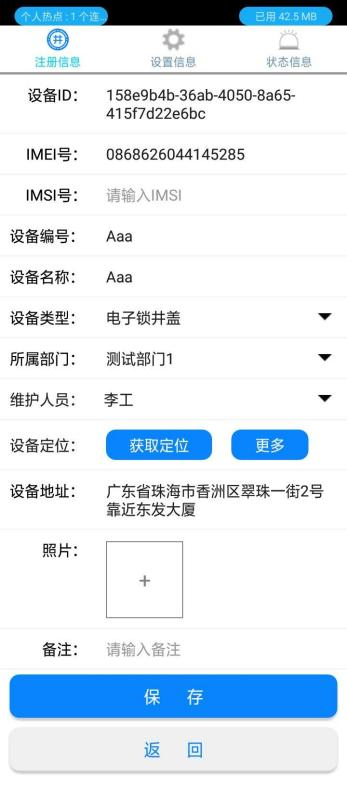 个人热点：1 个连... 已用 42.5 MB
井
注册信息 设置信息 状态信息
设备ID： 158e9b4b-36ab-4050-8a65-
415f7d22e6bc
IMEI号： 0868626044145285
IMSI号： 请输入IMSI
设备编号： Aaa
设备名称： Aaa
设备类型： 电子锁井盖
所属部门： 测试部门1
维护人员： 李工
设备定位： 获取定位 更多
设备地址： 广东省珠海市香洲区翠珠一街2号
靠近东发大厦
照片：
+
备注： 请输入备注
保 存
返 回